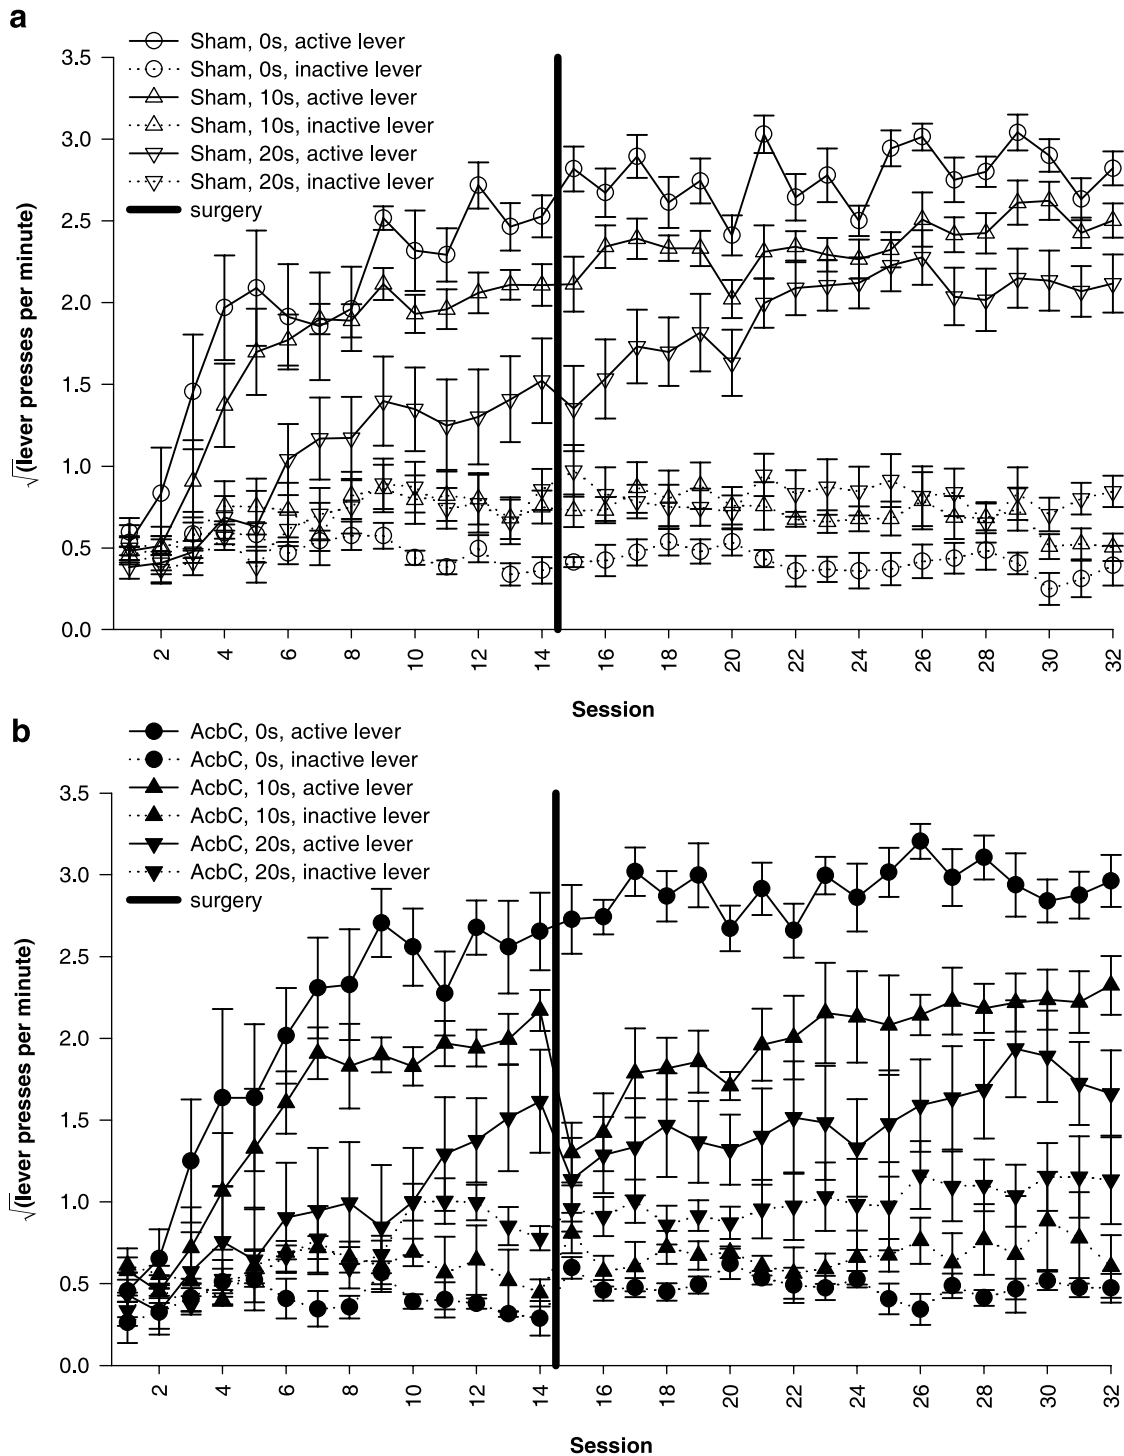 a
Sham, 0s, active lever
Sham, 0s, inactive lever
Sham, 10s, active lever
Sham, 10s, inactive lever
Sham, 20s, active lever
Sham, 20s, inactive lever
surgery
√(lever presses per minute)
3.5
3.0
2.5
2.0
1.5
1.0
0.5
0.0
2 4 6 8 10 12 14 16 18 20 22 24 26 28 30 32
Session
b
AcbC, 0s, active lever
AcbC, 0s, inactive lever
AcbC, 10s, active lever
AcbC, 10s, inactive lever
AcbC, 20s, active lever
AcbC, 20s, inactive lever
surgery
√(lever presses per minute)
3.5
3.0
2.5
2.0
1.5
1.0
0.5
0.0
2 4 6 8 10 12 14 16 18 20 22 24 26 28 30 32
Session